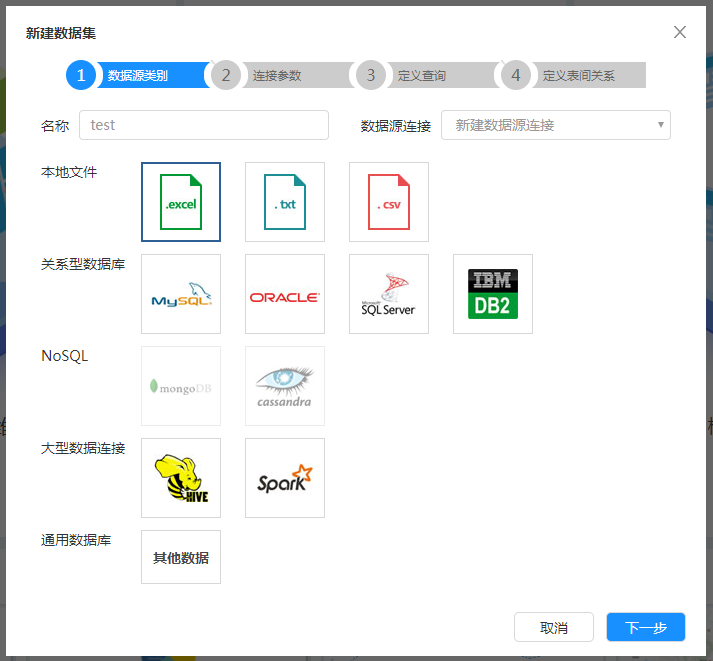 新建数据集
1 数据源类别 2 连接参数 3 定义查询 4 定义表间关系
名称 test 数据源连接 新建数据源连接
本地文件 .excel .txt .csv
关系型数据库 MySQL ORACLE Microsoft SQL Server IBM DB2
NoSQL mongoDB cassandra
大型数据连接 HIVE Spark
通用数据库 其他数据
取消 下一步